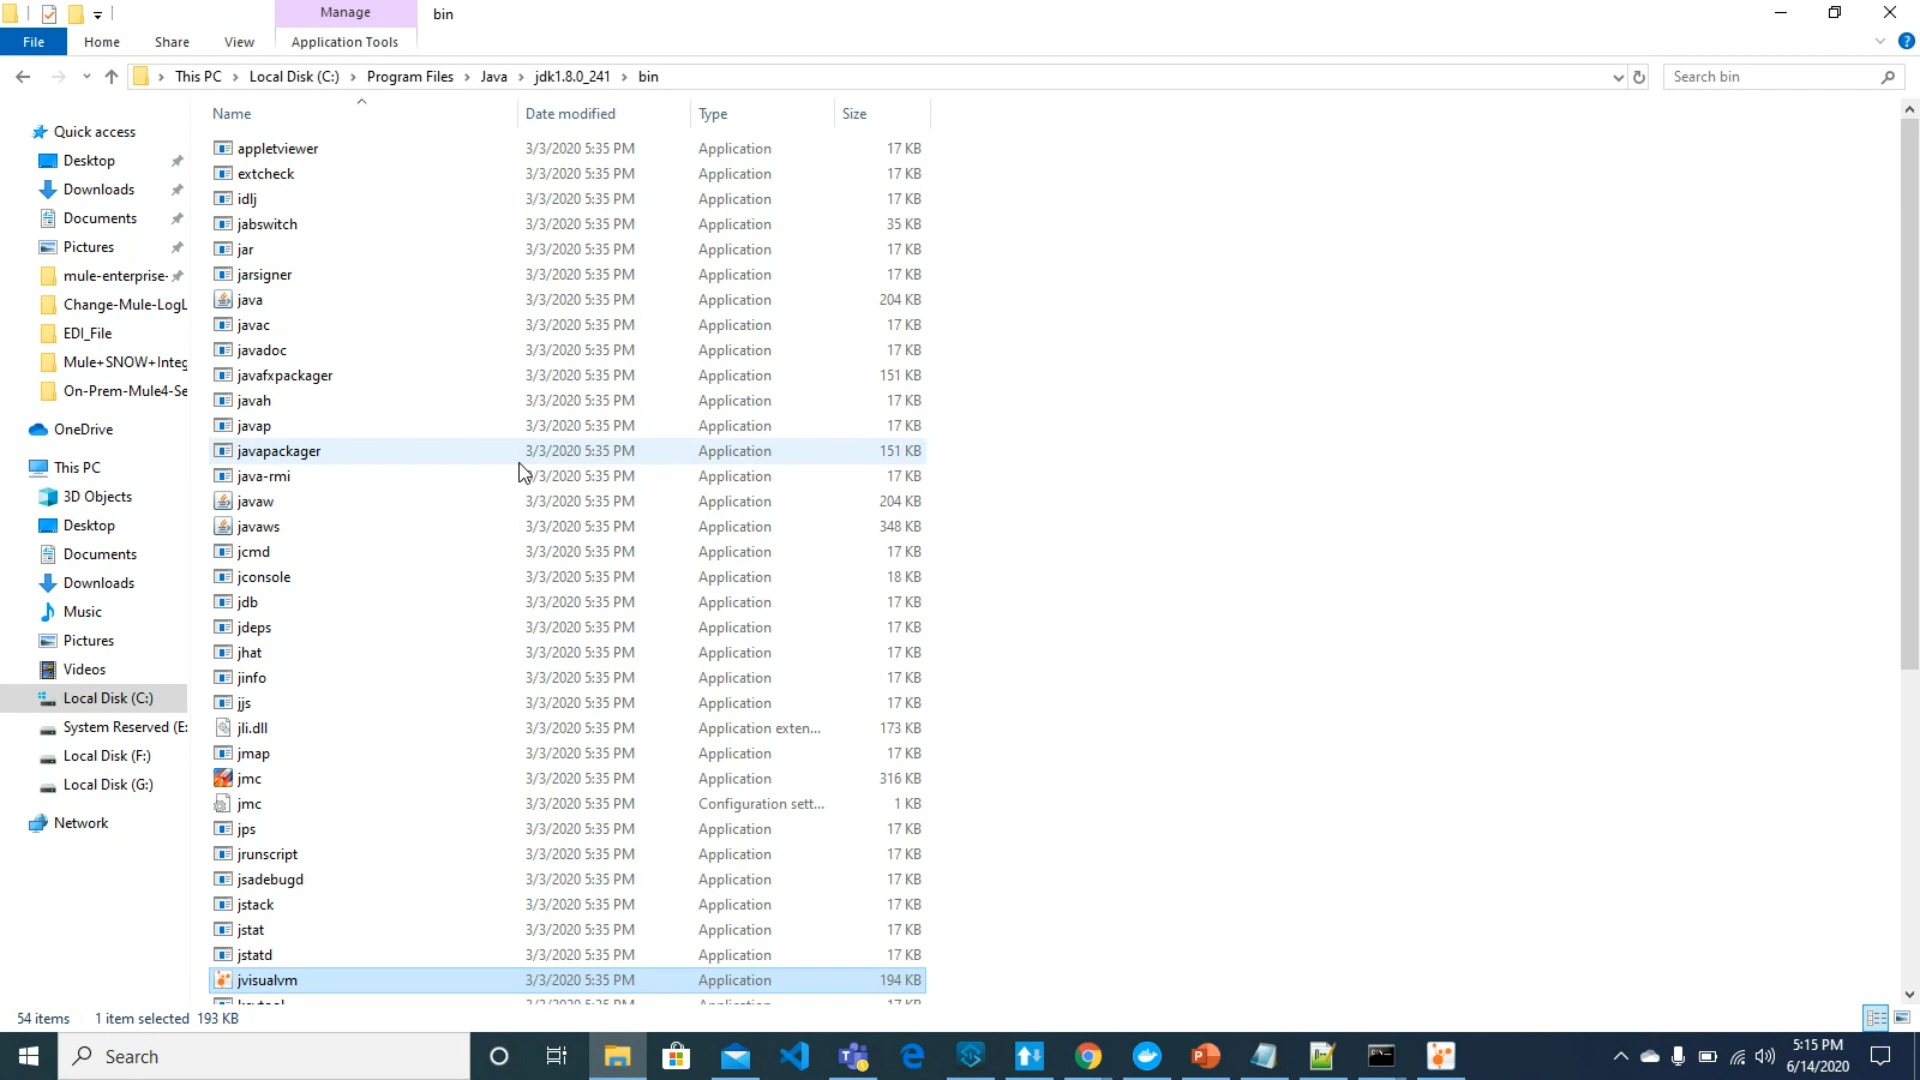 Manage
bin
File
Home
Share
View
Application Tools
This PC
Local Disk (C:)
Program Files
Java
jdk1.8.0_241
bin
Search bin
Name
Date modified
Type
Size
Quick access
Desktop
Downloads
Documents
Pictures
mule-enterprise-
Change-Mule-LogL
EDI_File
Mule+SNOW+Integ
On-Prem-Mule4-Se
OneDrive
This PC
3D Objects
Desktop
Documents
Downloads
Music
Pictures
Videos
Local Disk (C:)
System Reserved (E:
Local Disk (F:)
Local Disk (G:)
Network
appletviewer 3/3/2020 5:35 PM Application 17 KB
extcheck 3/3/2020 5:35 PM Application 17 KB
idlj 3/3/2020 5:35 PM Application 17 KB
jabswitch 3/3/2020 5:35 PM Application 35 KB
jar 3/3/2020 5:35 PM Application 17 KB
jarsigner 3/3/2020 5:35 PM Application 17 KB
java 3/3/2020 5:35 PM Application 204 KB
javac 3/3/2020 5:35 PM Application 17 KB
javadoc 3/3/2020 5:35 PM Application 17 KB
javafxpackager 3/3/2020 5:35 PM Application 151 KB
javah 3/3/2020 5:35 PM Application 17 KB
javap 3/3/2020 5:35 PM Application 17 KB
javapackager 3/3/2020 5:35 PM Application 151 KB
java-rmi 3/3/2020 5:35 PM Application 17 KB
javaw 3/3/2020 5:35 PM Application 204 KB
javaws 3/3/2020 5:35 PM Application 348 KB
jcmd 3/3/2020 5:35 PM Application 17 KB
jconsole 3/3/2020 5:35 PM Application 18 KB
jdb 3/3/2020 5:35 PM Application 17 KB
jdeps 3/3/2020 5:35 PM Application 17 KB
jhat 3/3/2020 5:35 PM Application 17 KB
jinfo 3/3/2020 5:35 PM Application 17 KB
jjs 3/3/2020 5:35 PM Application 17 KB
jli.dll 3/3/2020 5:35 PM Application exten... 173 KB
jmap 3/3/2020 5:35 PM Application 17 KB
jmc 3/3/2020 5:35 PM Application 316 KB
jmc 3/3/2020 5:35 PM Configuration sett... 1 KB
jps 3/3/2020 5:35 PM Application 17 KB
jrunscript 3/3/2020 5:35 PM Application 17 KB
jsadebugd 3/3/2020 5:35 PM Application 17 KB
jstack 3/3/2020 5:35 PM Application 17 KB
jstat 3/3/2020 5:35 PM Application 17 KB
jstatd 3/3/2020 5:35 PM Application 17 KB
jvisualvm 3/3/2020 5:35 PM Application 194 KB
54 items 1 item selected 193 KB
Search
5:15 PM
6/14/2020